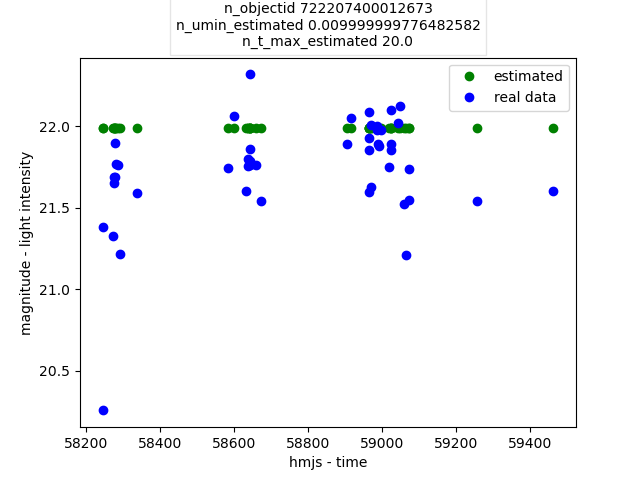 n_objectid 722207400012673
n_umin_estimated 0.009999999776482582
n_t_max_estimated 20.0
estimated
real data
22.0
21.5
21.0
20.5
magnitude - light intensity
58200 58400 58600 58800 59000 59200 59400
hmjs - time